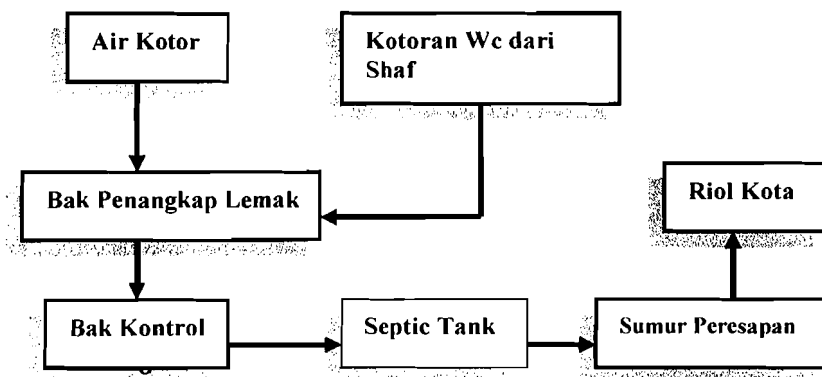 Air Kotor
Kotoran Wc dari
Shaf
Bak Penangkap Lemak
Riol Kota
Bak Kontrol
Septic Tank
Sumur Peresapan